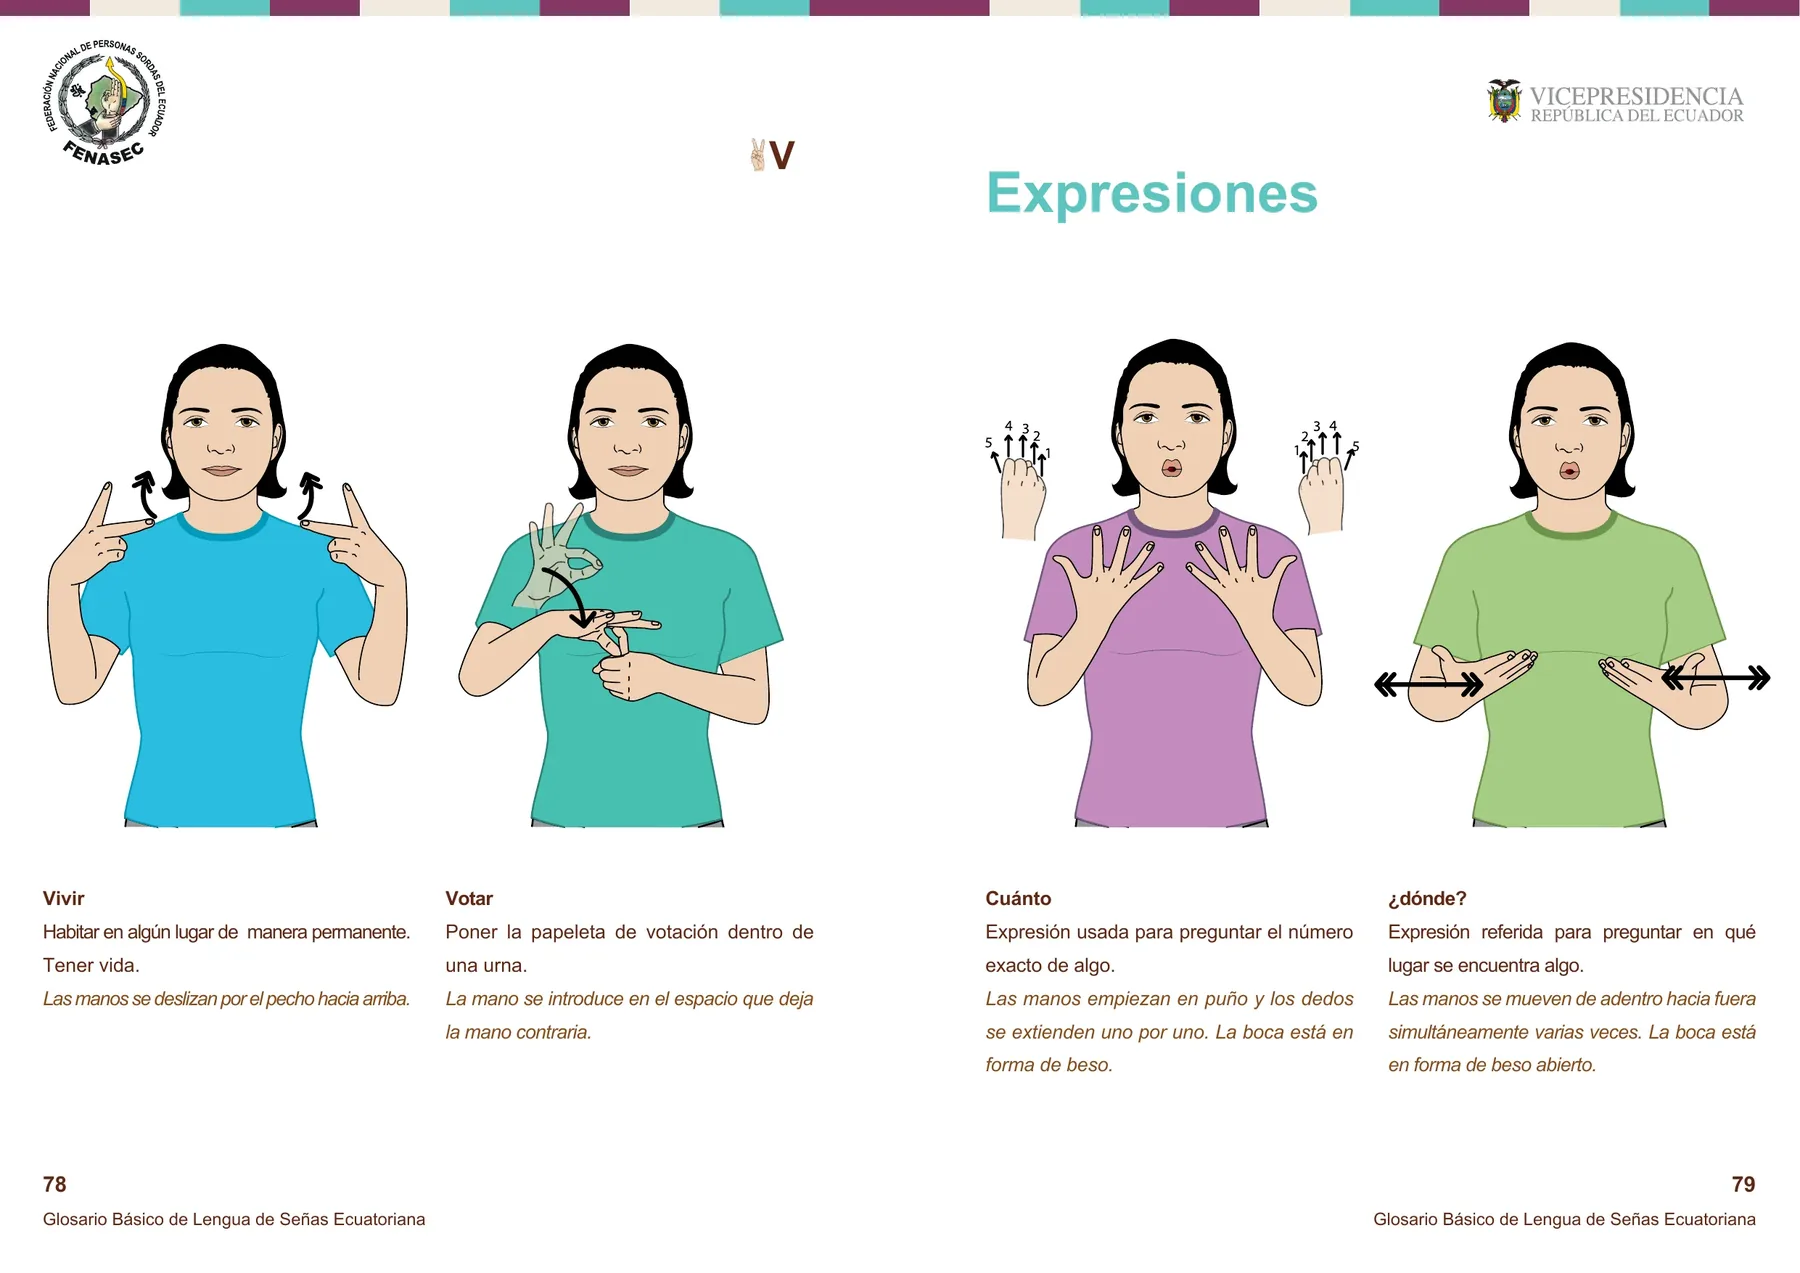 FEDERACIÓN NACIONAL DE PERSONAS SORDAS DEL ECUADOR
FENASEC
V
Vivir
Habitar en algún lugar de manera permanente.
Tener vida.
Las manos se deslizan por el pecho hacia arriba.
Votar
Poner la papeleta de votación dentro de
una urna.
La mano se introduce en el espacio que deja
la mano contraria.
78
Glosario Básico de Lengua de Señas Ecuatoriana
VICEPRESIDENCIA
REPÚBLICA DEL ECUADOR
Expresiones
5 4 3 2 1
1 2 3 4 5
Cuánto
Expresión usada para preguntar el número
exacto de algo.
Las manos empiezan en puño y los dedos
se extienden uno por uno. La boca está en
forma de beso.
¿dónde?
Expresión referida para preguntar en qué
lugar se encuentra algo.
Las manos se mueven de adentro hacia fuera
simultáneamente varias veces. La boca está
en forma de beso abierto.
79
Glosario Básico de Lengua de Señas Ecuatoriana